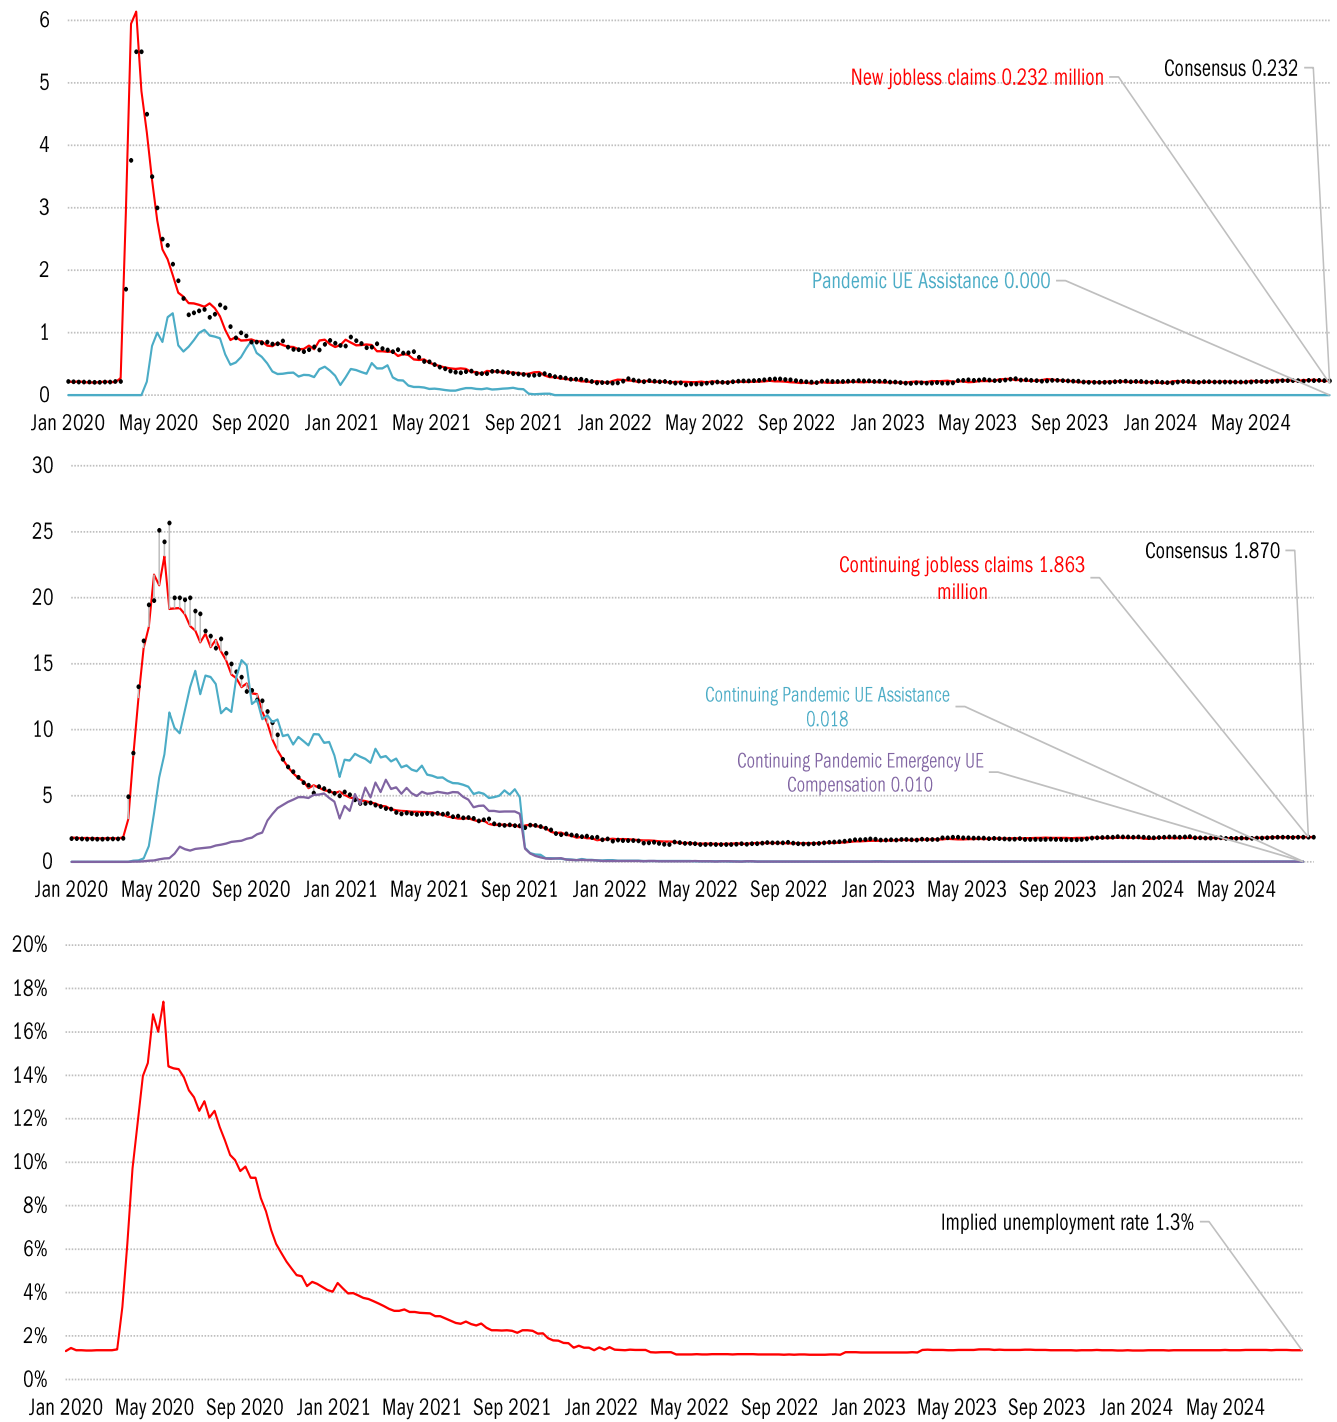 6
Consensus 0.232
New jobless claims 0.232 million
5
4
3
2
Pandemic UE Assistance 0.000
1
0
Jan 2020 May 2020 Sep 2020 Jan 2021 May 2021 Sep 2021 Jan 2022 May 2022 Sep 2022 Jan 2023 May 2023 Sep 2023 Jan 2024 May 2024
30
25
Consensus 1.870
Continuing jobless claims 1.863
million
20
15
Continuing Pandemic UE Assistance
0.018
10
Continuing Pandemic Emergency UE
Compensation 0.010
5
0
Jan 2020 May 2020 Sep 2020 Jan 2021 May 2021 Sep 2021 Jan 2022 May 2022 Sep 2022 Jan 2023 May 2023 Sep 2023 Jan 2024 May 2024
20%
18%
16%
14%
12%
10%
8%
Implied unemployment rate 1.3%
6%
4%
2%
0%
Jan 2020 May 2020 Sep 2020 Jan 2021 May 2021 Sep 2021 Jan 2022 May 2022 Sep 2022 Jan 2023 May 2023 Sep 2023 Jan 2024 May 2024